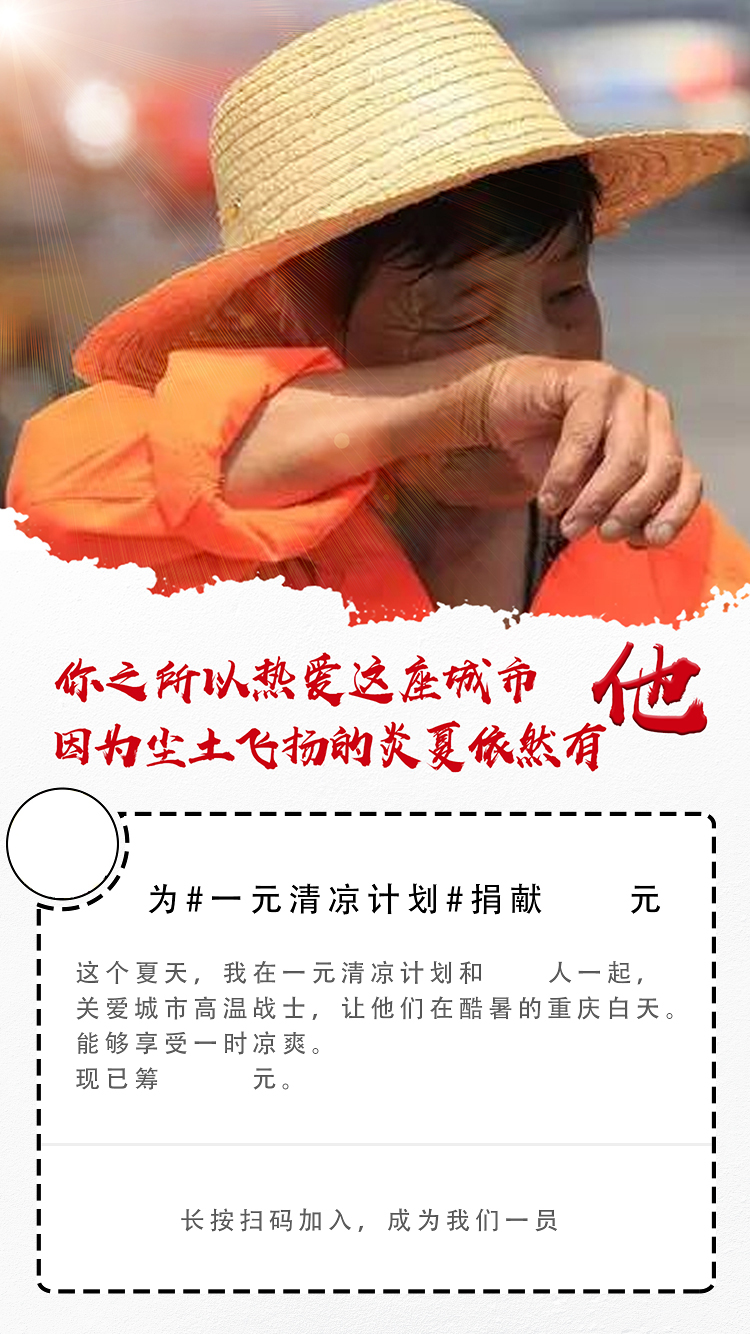 你之所以热爱这座城市
因为尘土飞扬的炎夏依然有他
为#一元清凉计划#捐献 元
这个夏天，我在一元清凉计划和 人一起，
关爱城市高温战士，让他们在酷暑的重庆白天。
能够享受一时凉爽。
现已筹 元。
长按扫码加入，成为我们一员